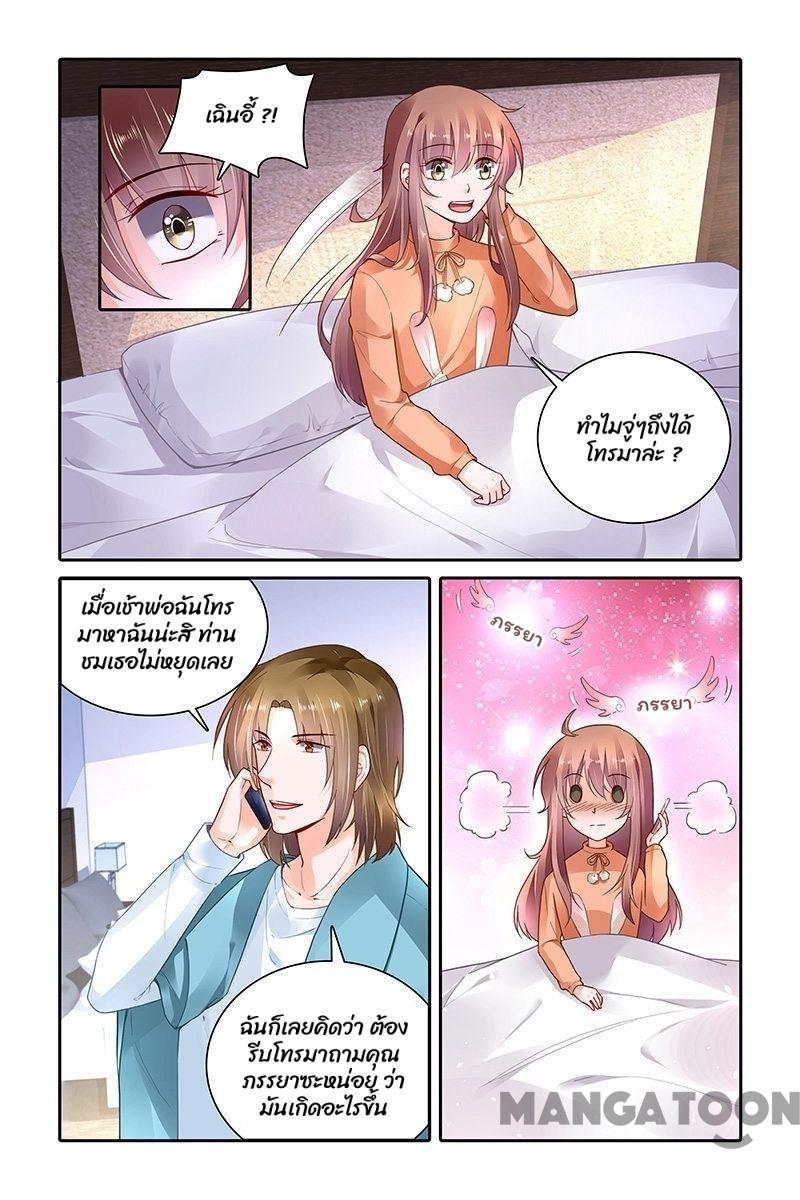 เฉินอี้ ?!
ทำไมจู่ๆถึงได้
โทรมาล่ะ ?
เมื่อเช้าพ่อฉันโทร
มาหาฉันน่ะสิ ท่าน
ชมเธอไม่หยุดเลย
ภรรยา
ภรรยา
ฉันก็เลยคิดว่า ต้อง
รีบโทรมาถามคุณ
ภรรยาซะหน่อย ว่า
มันเกิดอะไรขึ้น
MANGATOON